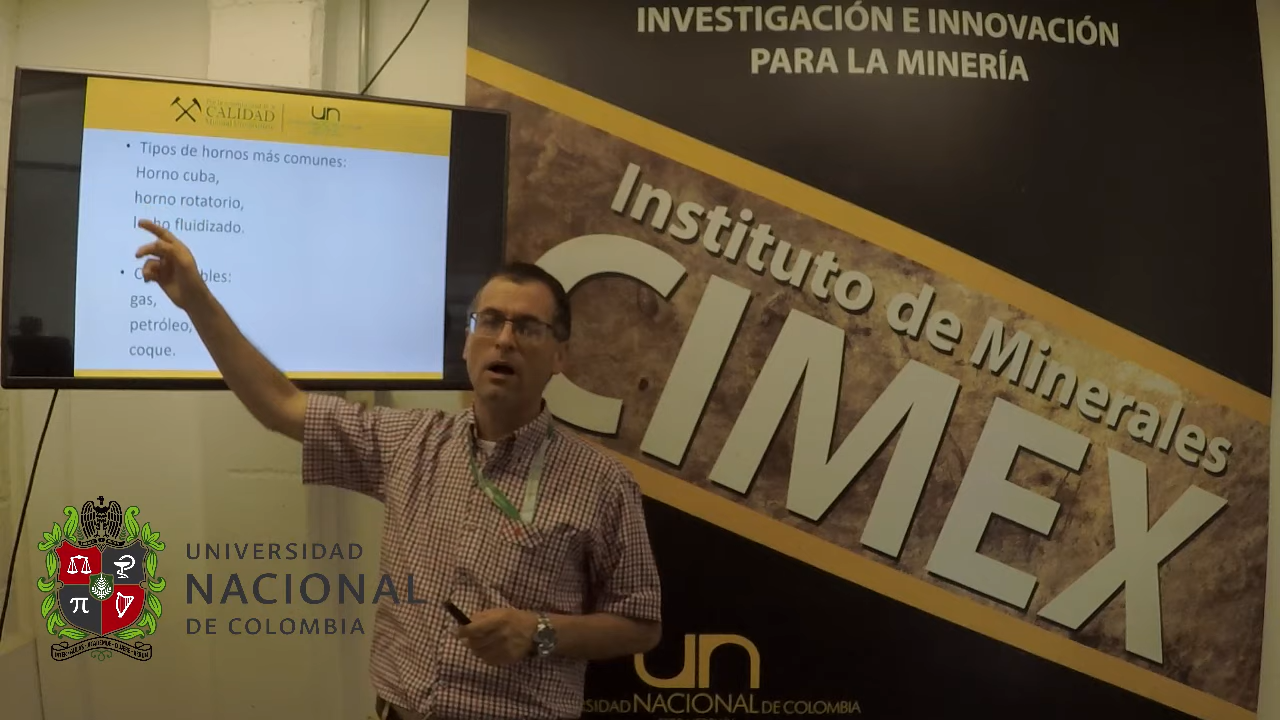 INVESTIGACIÓN E INNOVACIÓN
PARA LA MINERÍA
Instituto de Minerales
CIMEX
un
NACIONAL DE COLOMBIA
CALIDAD
un
• Tipos de hornos más comunes:
Horno cuba,
horno rotatorio,
fluidizado.
•
gas,
petróleo,
coque.
UNIVERSIDAD
NACIONAL
DE COLOMBIA
π